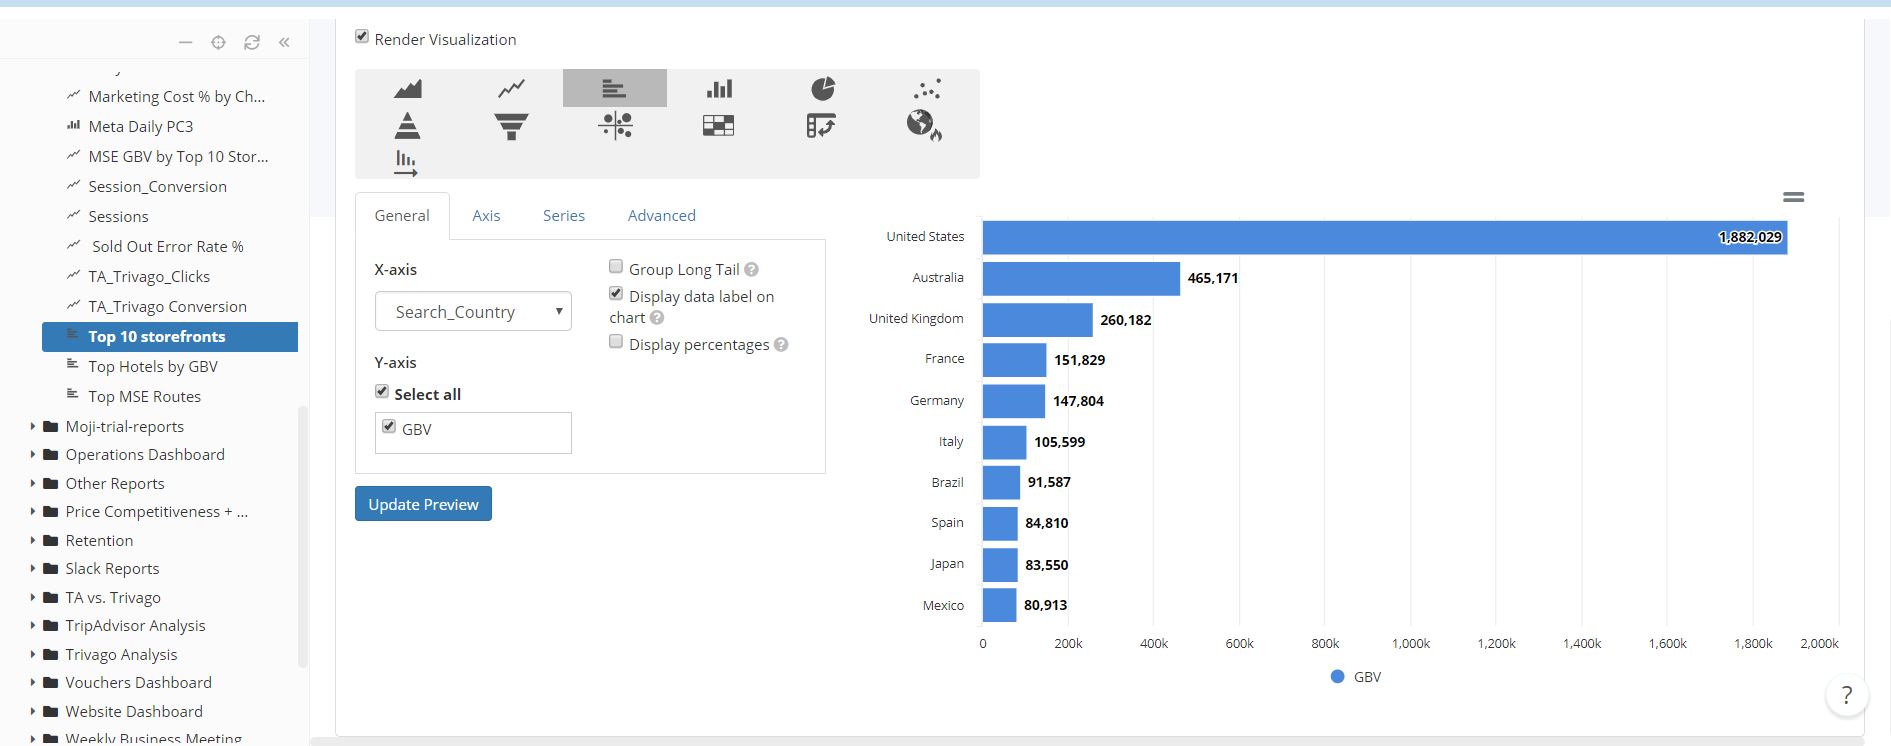 Render Visualization
Marketing Cost % by Ch...
Meta Daily PC3
MSE GBV by Top 10 Stor...
Session_Conversion
Sessions
Sold Out Error Rate %
TA_Trivago_Clicks
TA_Trivago Conversion
Top 10 storefronts
Top Hotels by GBV
Top MSE Routes
Moji-trial-reports
Operations Dashboard
Other Reports
Price Competitiveness + ...
Retention
Slack Reports
TA vs. Trivago
TripAdvisor Analysis
Trivago Analysis
Vouchers Dashboard
Website Dashboard
Weekly Business Meeting
General Axis Series Advanced
X-axis
Search_Country
Y-axis
Select all
GBV
Group Long Tail ?
Display data label on
chart ?
Display percentages ?
Update Preview
United States 1,882,029
Australia 465,171
United Kingdom 260,182
France 151,829
Germany 147,804
Italy 105,599
Brazil 91,587
Spain 84,810
Japan 83,550
Mexico 80,913
0 200k 400k 600k 800k 1,000k 1,200k 1,400k 1,600k 1,800k 2,000k
GBV
?